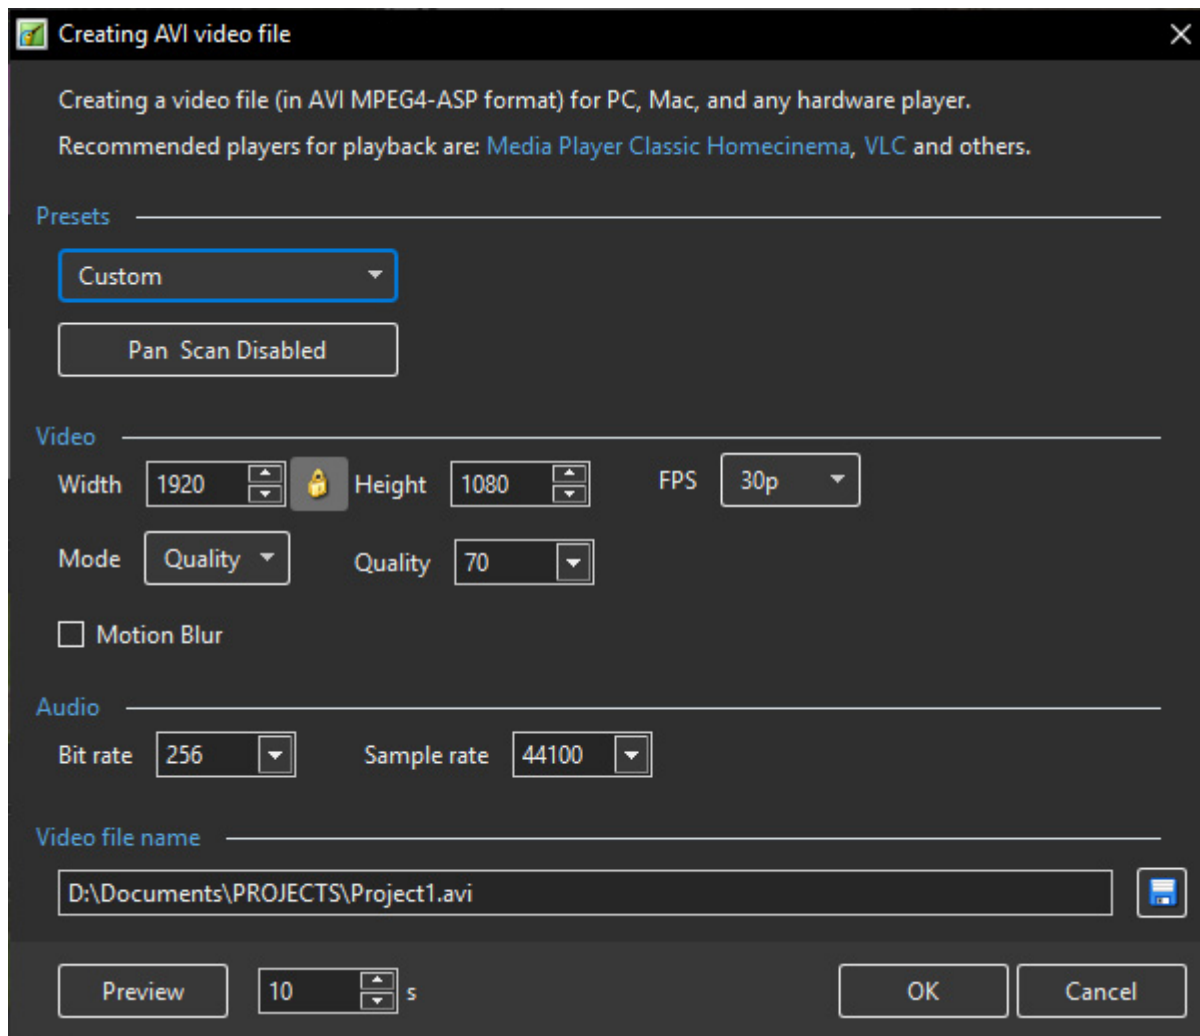 Creating AVI video file
Creating a video file (in AVI MPEG4-ASP format) for PC, Mac, and any hardware player.
Recommended players for playback are: Media Player Classic Homecinema, VLC and others.
Presets
Custom
Pan Scan Disabled
Video
Width 1920 Height 1080 FPS 30p
Mode Quality Quality 70
Motion Blur
Audio
Bit rate 256 Sample rate 44100
Video file name
D:\Documents\PROJECTS\Project1.avi
Preview 10 s OK Cancel